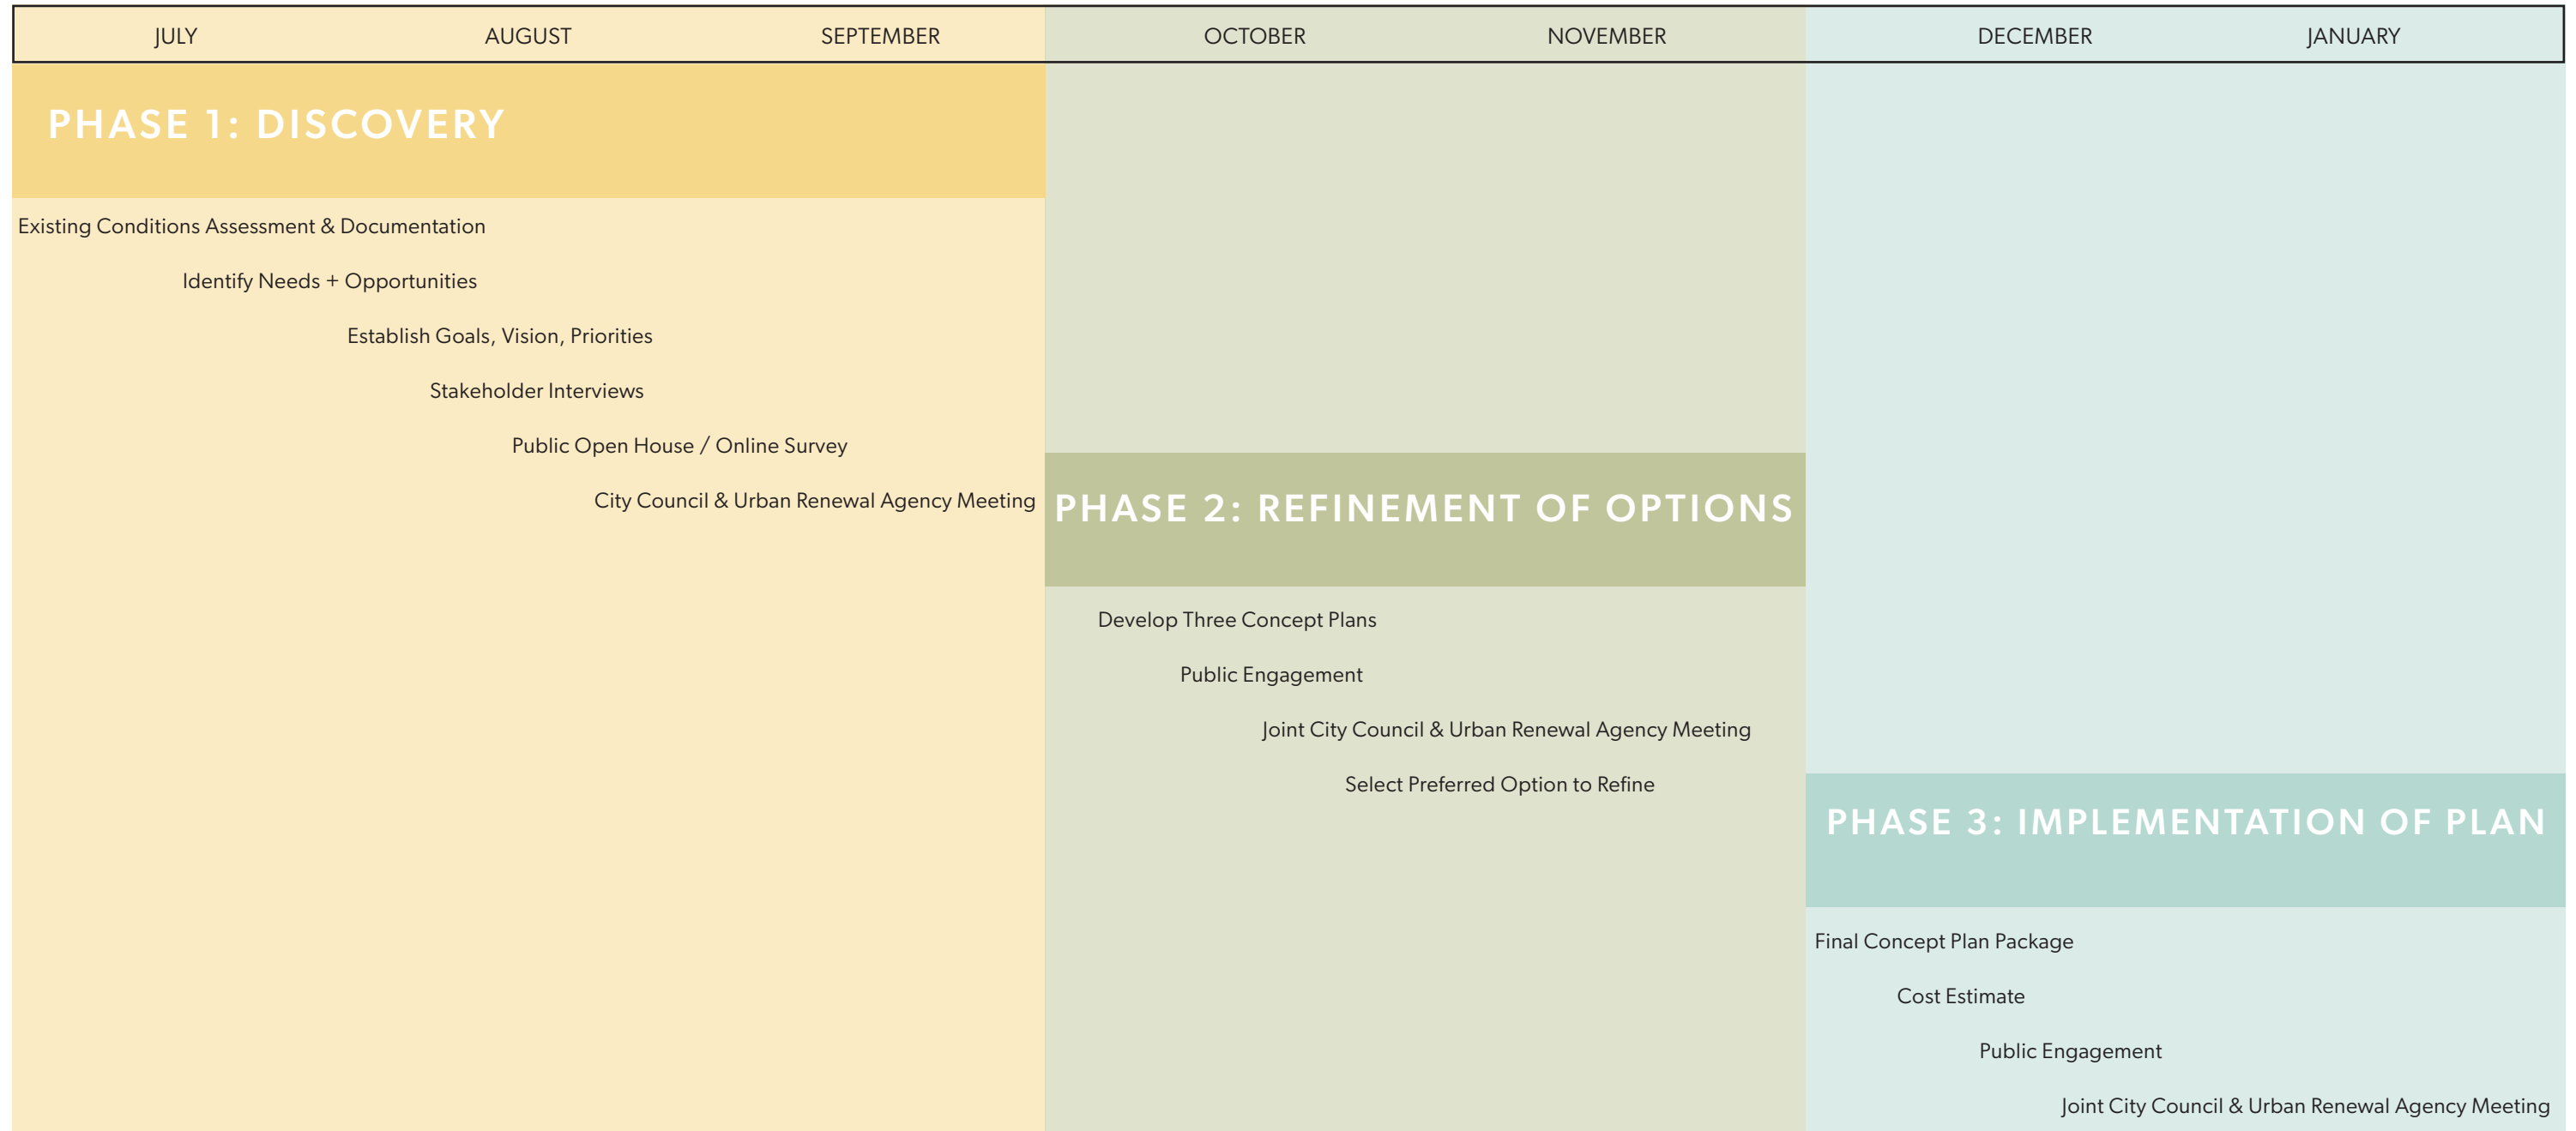 JULY AUGUST SEPTEMBER OCTOBER NOVEMBER DECEMBER JANUARY
PHASE 1: DISCOVERY
Existing Conditions Assessment & Documentation
Identify Needs + Opportunities
Establish Goals, Vision, Priorities
Stakeholder Interviews
Public Open House / Online Survey
City Council & Urban Renewal Agency Meeting
PHASE 2: REFINEMENT OF OPTIONS
Develop Three Concept Plans
Public Engagement
Joint City Council & Urban Renewal Agency Meeting
Select Preferred Option to Refine
PHASE 3: IMPLEMENTATION OF PLAN
Final Concept Plan Package
Cost Estimate
Public Engagement
Joint City Council & Urban Renewal Agency Meeting